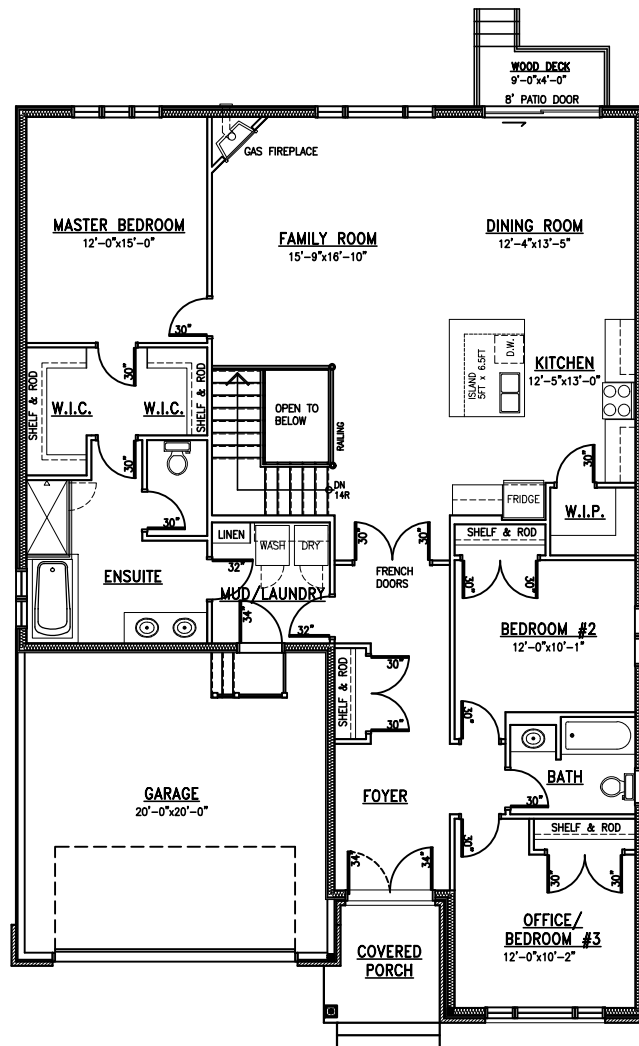 WOOD DECK
9'-0"x4'-0"
8' PATIO DOOR
GAS FIREPLACE
MASTER BEDROOM
12'-0"x15'-0"
FAMILY ROOM
15'-9"x16'-10"
DINING ROOM
12'-4"x13'-5"
30"
ISLAND
5FT x 6.5FT
D.W.
KITCHEN
12'-5"x13'-0"
SHELF & ROD
W.I.C.
30"
W.I.C.
SHELF & ROD
OPEN TO
BELOW
RAILING
30"
30"
DN
14R
30"
FRIDGE
W.I.P.
LINEN
WASH
DRY
30"
30"
FRENCH
DOORS
SHELF & ROD
30"
30"
ENSUITE
32"
MUD/LAUNDRY
34"
32"
BEDROOM #2
12'-0"x10'-1"
SHELF & ROD
30"
30"
30"
GARAGE
20'-0"x20'-0"
FOYER
BATH
30"
30"
34"
34"
SHELF & ROD
30"
30"
OFFICE/
BEDROOM #3
12'-0"x10'-2"
COVERED
PORCH